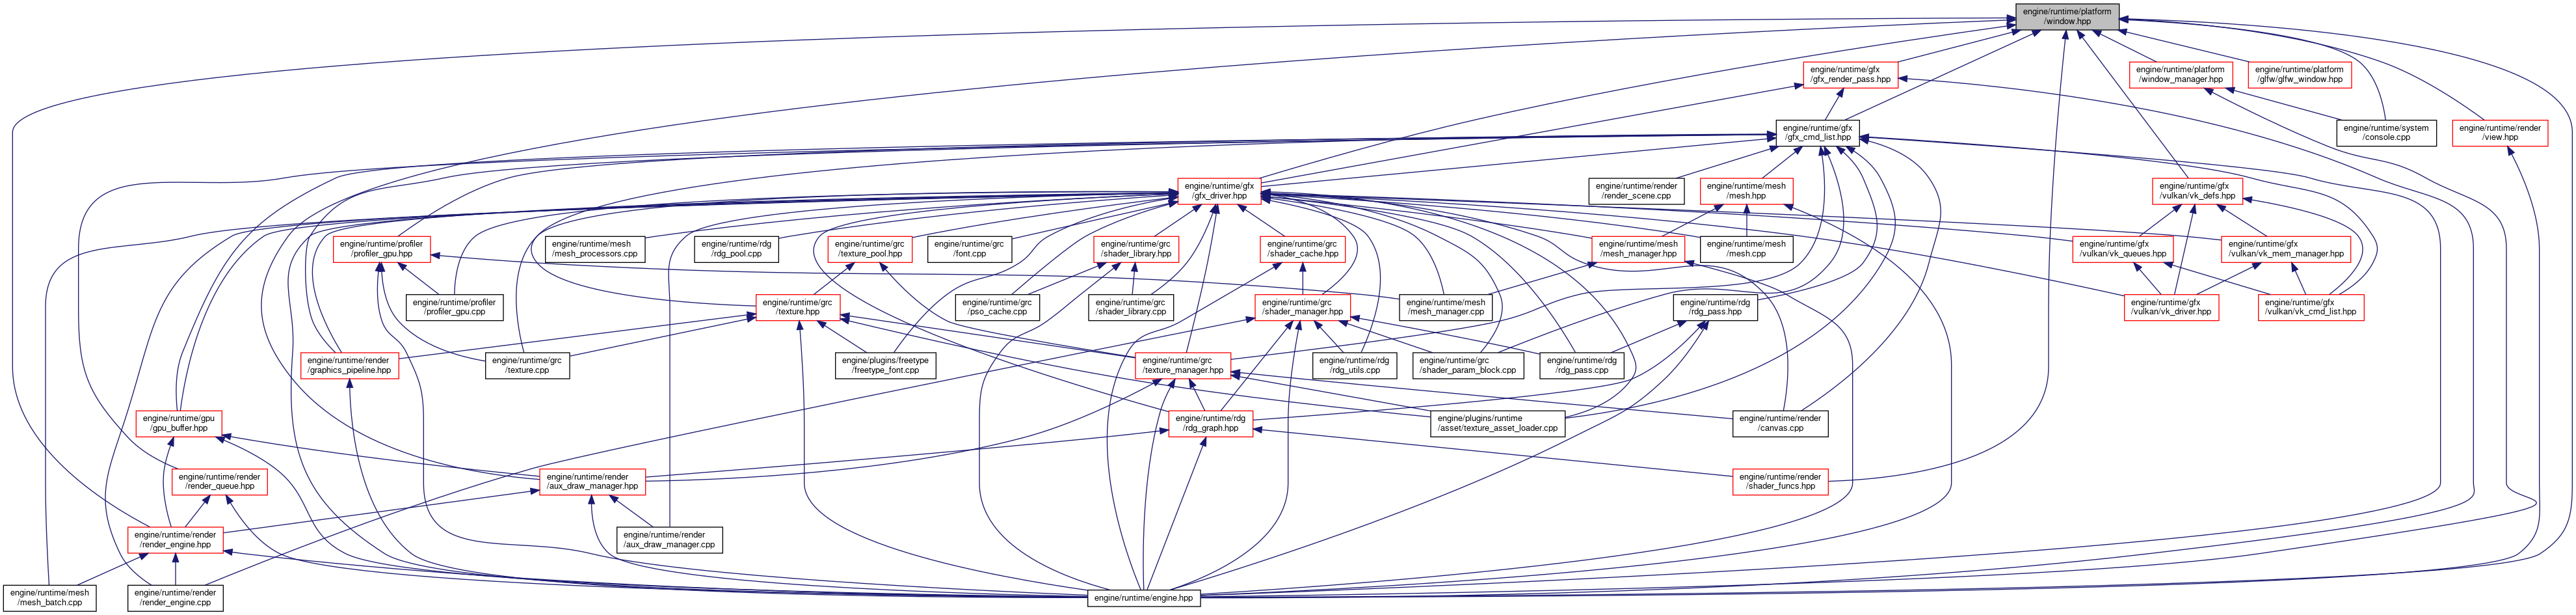 engine/runtime/platform
/window.hpp
engine/runtime/gfx
/gfx_render_pass.hpp
engine/runtime/platform
/window_manager.hpp
engine/runtime/platform
/glfw/glfw_window.hpp
engine/runtime/gfx
/gfx_cmd_list.hpp
engine/runtime/system
/console.cpp
engine/runtime/render
/view.hpp
engine/runtime/gfx
/gfx_driver.hpp
engine/runtime/render
/render_scene.cpp
engine/runtime/mesh
/mesh.hpp
engine/runtime/gfx
/vulkan/vk_defs.hpp
engine/runtime/profiler
/profiler_gpu.hpp
engine/runtime/mesh
/mesh_processors.cpp
engine/runtime/rdg
/rdg_pool.cpp
engine/runtime/grc
/texture_pool.hpp
engine/runtime/grc
/font.cpp
engine/runtime/grc
/shader_library.hpp
engine/runtime/grc
/shader_cache.hpp
engine/runtime/mesh
/mesh_manager.hpp
engine/runtime/mesh
/mesh.cpp
engine/runtime/gfx
/vulkan/vk_queues.hpp
engine/runtime/gfx
/vulkan/vk_mem_manager.hpp
engine/runtime/profiler
/profiler_gpu.cpp
engine/runtime/grc
/texture.hpp
engine/runtime/grc
/pso_cache.cpp
engine/runtime/grc
/shader_library.cpp
engine/runtime/grc
/shader_manager.hpp
engine/runtime/mesh
/mesh_manager.cpp
engine/runtime/rdg
/rdg_pass.hpp
engine/runtime/gfx
/vulkan/vk_driver.hpp
engine/runtime/gfx
/vulkan/vk_cmd_list.hpp
engine/runtime/render
/graphics_pipeline.hpp
engine/runtime/grc
/texture.cpp
engine/plugins/freetype
/freetype_font.cpp
engine/runtime/grc
/texture_manager.hpp
engine/runtime/rdg
/rdg_utils.cpp
engine/runtime/grc
/shader_param_block.cpp
engine/runtime/rdg
/rdg_pass.cpp
engine/runtime/gpu
/gpu_buffer.hpp
engine/runtime/rdg
/rdg_graph.hpp
engine/plugins/runtime
/asset/texture_asset_loader.cpp
engine/runtime/render
/canvas.cpp
engine/runtime/render
/render_queue.hpp
engine/runtime/render
/aux_draw_manager.hpp
engine/runtime/render
/shader_funcs.hpp
engine/runtime/render
/render_engine.hpp
engine/runtime/render
/aux_draw_manager.cpp
engine/runtime/mesh
/mesh_batch.cpp
engine/runtime/render
/render_engine.cpp
engine/runtime/engine.hpp